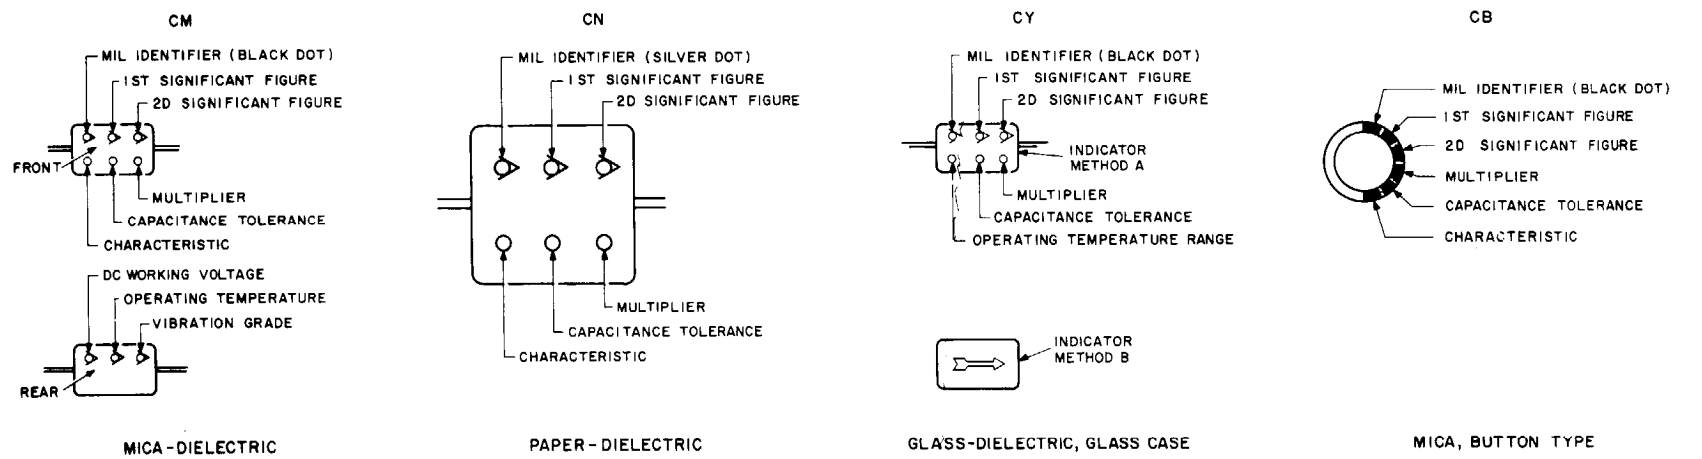 CM
MIL IDENTIFIER (BLACK DOT)
1ST SIGNIFICANT FIGURE
2D SIGNIFICANT FIGURE
FRONT
MULTIPLIER
CAPACITANCE TOLERANCE
CHARACTERISTIC
DC WORKING VOLTAGE
OPERATING TEMPERATURE
VIBRATION GRADE
REAR
MICA-DIELECTRIC
CN
MIL IDENTIFIER (SILVER DOT)
1ST SIGNIFICANT FIGURE
2D SIGNIFICANT FIGURE
MULTIPLIER
CAPACITANCE TOLERANCE
CHARACTERISTIC
PAPER-DIELECTRIC
CY
MIL IDENTIFIER (BLACK DOT)
1ST SIGNIFICANT FIGURE
2D SIGNIFICANT FIGURE
INDICATOR
METHOD A
MULTIPLIER
CAPACITANCE TOLERANCE
OPERATING TEMPERATURE RANGE
INDICATOR
METHOD B
GLASS-DIELECTRIC, GLASS CASE
CB
MIL IDENTIFIER (BLACK DOT)
1ST SIGNIFICANT FIGURE
2D SIGNIFICANT FIGURE
MULTIPLIER
CAPACITANCE TOLERANCE
CHARACTERISTIC
MICA, BUTTON TYPE